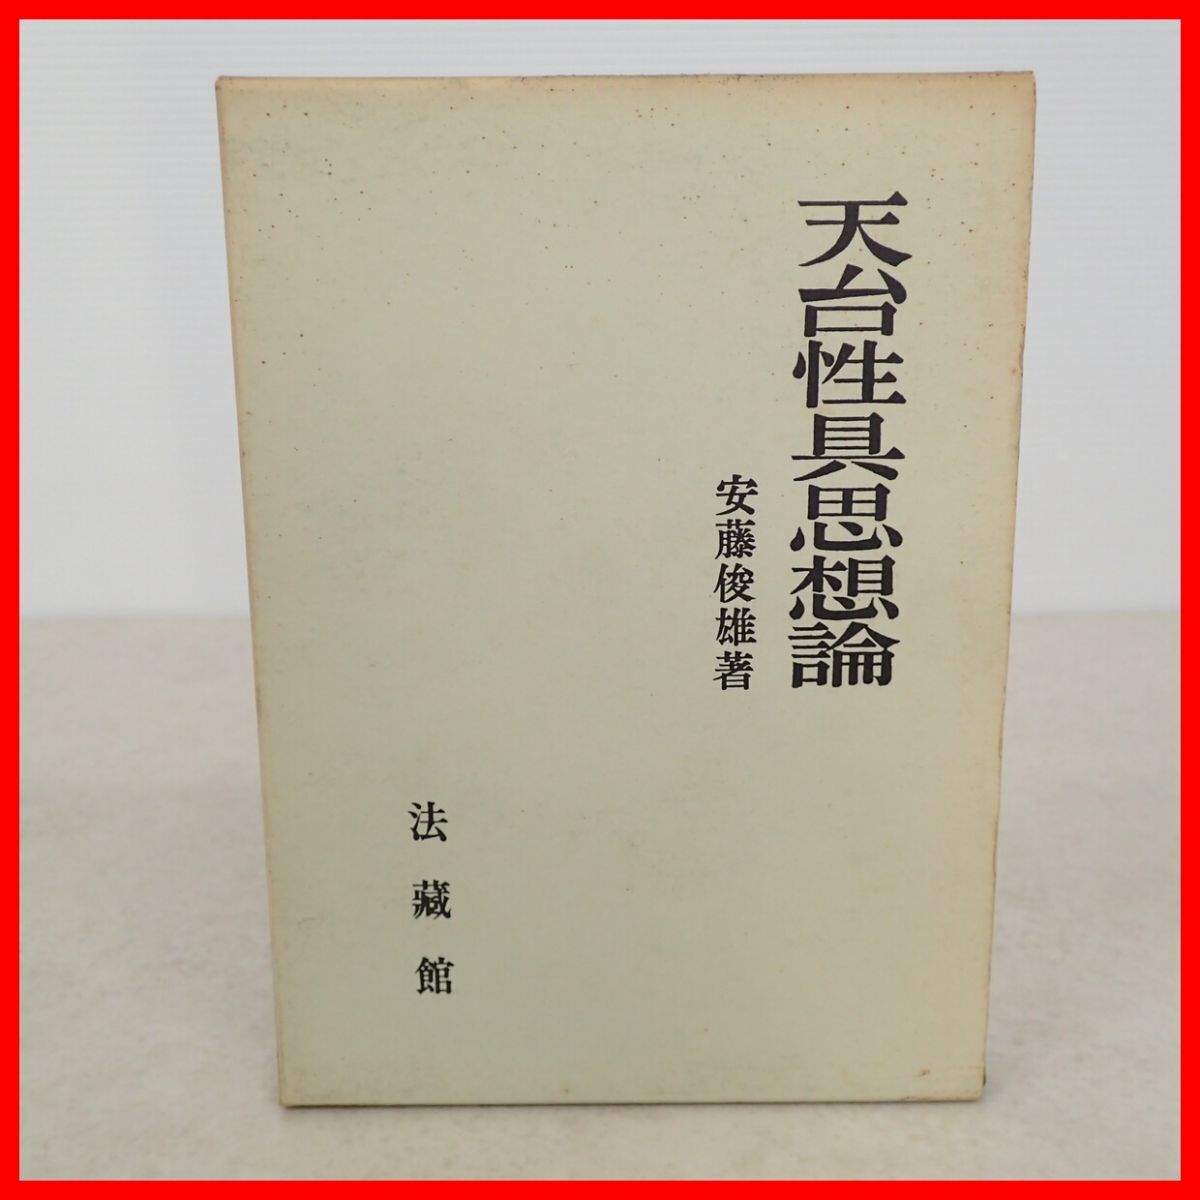 天台性具思想論
安藤俊雄著
法藏館